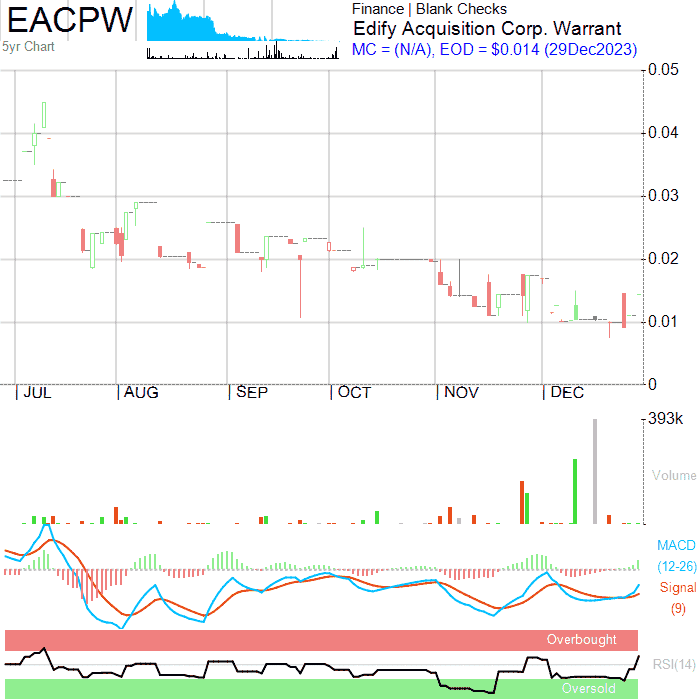 EACPW
5yr Chart
Finance | Blank Checks
Edify Acquisition Corp. Warrant
MC = (N/A), EOD = $0.014 (29Dec2023)
0.05
0.04
0.03
0.02
0.01
0
JUL AUG SEP OCT NOV DEC
393k
Volume
MACD
(12-26)
Signal
(9)
Overbought
RSI(14)
Oversold